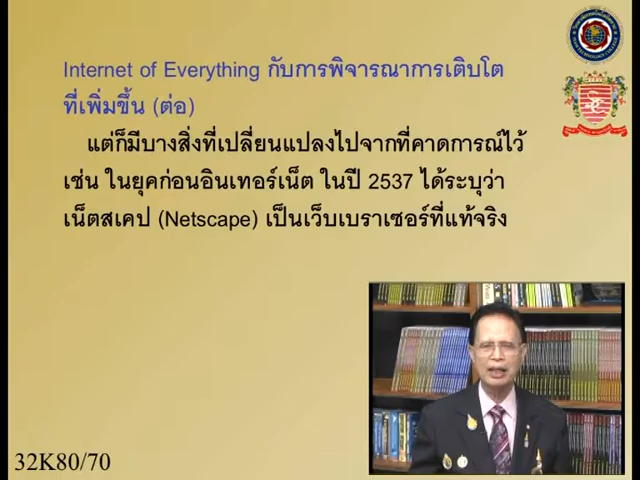 Internet of Everything กับการพิจารณาการเติบโต
ที่เพิ่มขึ้น (ต่อ)
แต่ก็มีบางสิ่งที่เปลี่ยนแปลงไปจากที่คาดการณ์ไว้
เช่น ในยุคก่อนอินเทอร์เน็ต ในปี 2537 ได้ระบุว่า
เน็ตสเคป (Netscape) เป็นเว็บเบราเซอร์ที่แท้จริง
32K80/70